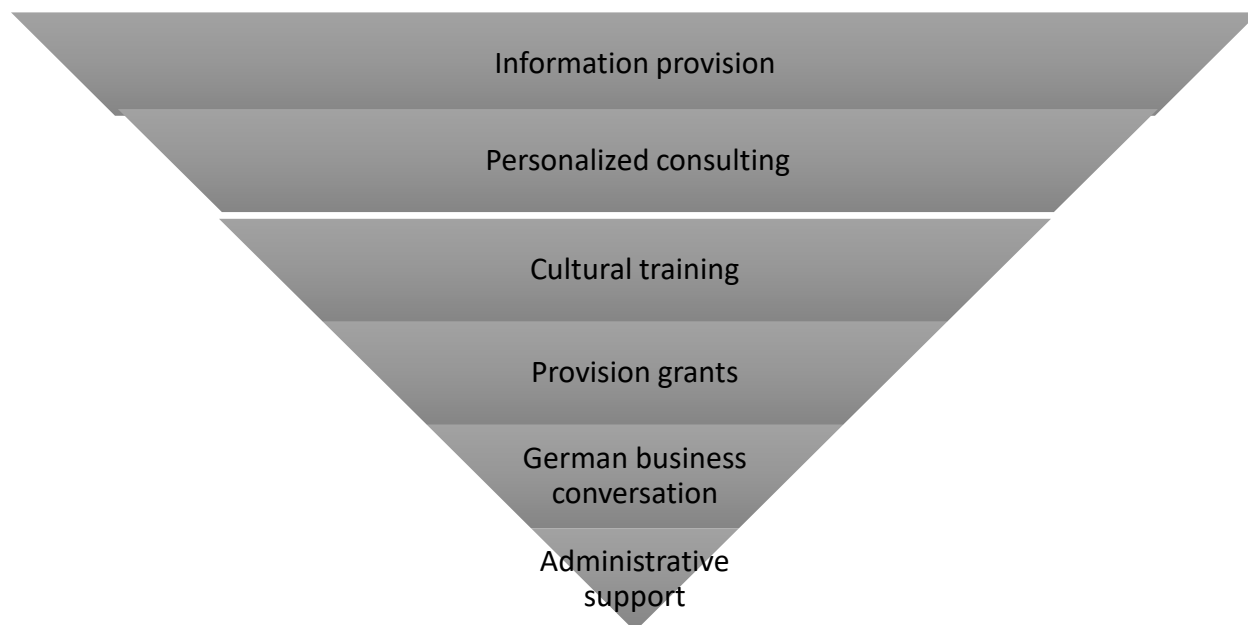 Information provision
Personalized consulting
Cultural training
Provision grants
German business
conversation
Administrative
support